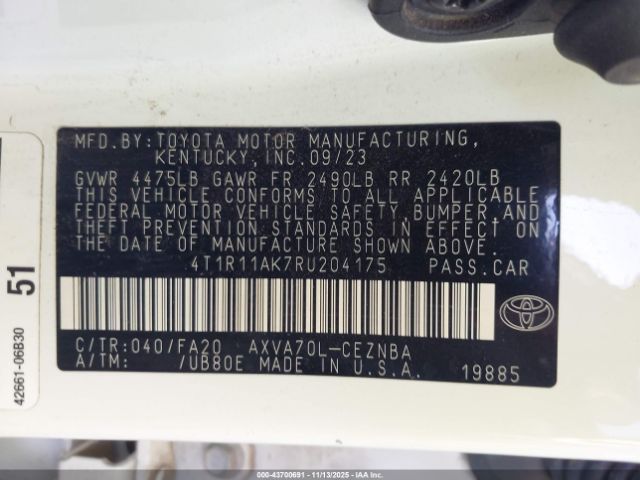 MFD. BY: TOYOTA MOTOR MANUFACTURING,
KENTUCKY, INC. 09/23
GVWR 4475LB GAWR FR 2490LB RR 2420LB
THIS VEHICLE CONFORMS TO ALL APPLICABLE
FEDERAL MOTOR VEHICLE SAFETY, BUMPER, AND
THEFT PREVENTION STANDARDS IN EFFECT ON
THE DATE OF MANUFACTURE SHOWN ABOVE.
4T1R11AK7RU204175 PASS. CAR
C/TR: 040/FA20 AXVA70L-CEZNBA
A/TM: /UB80E MADE IN U.S.A. 19885
51
42661-06B30
000-43700691 - 11/13/2025 - IAAI.COM